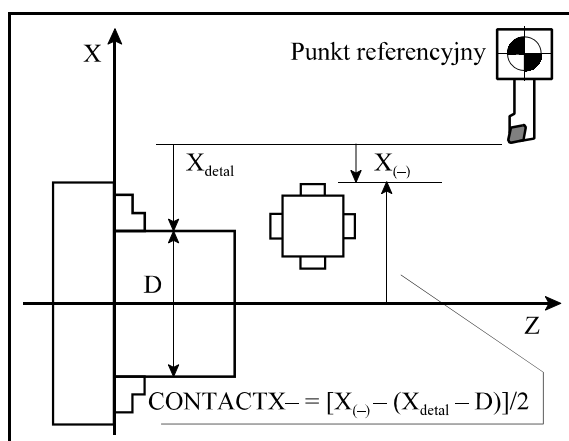 X
Punkt referencyjny
X_detal
X_(–)
D
Z
CONTACTX– = [X_(–) – (X_detal – D)]/2